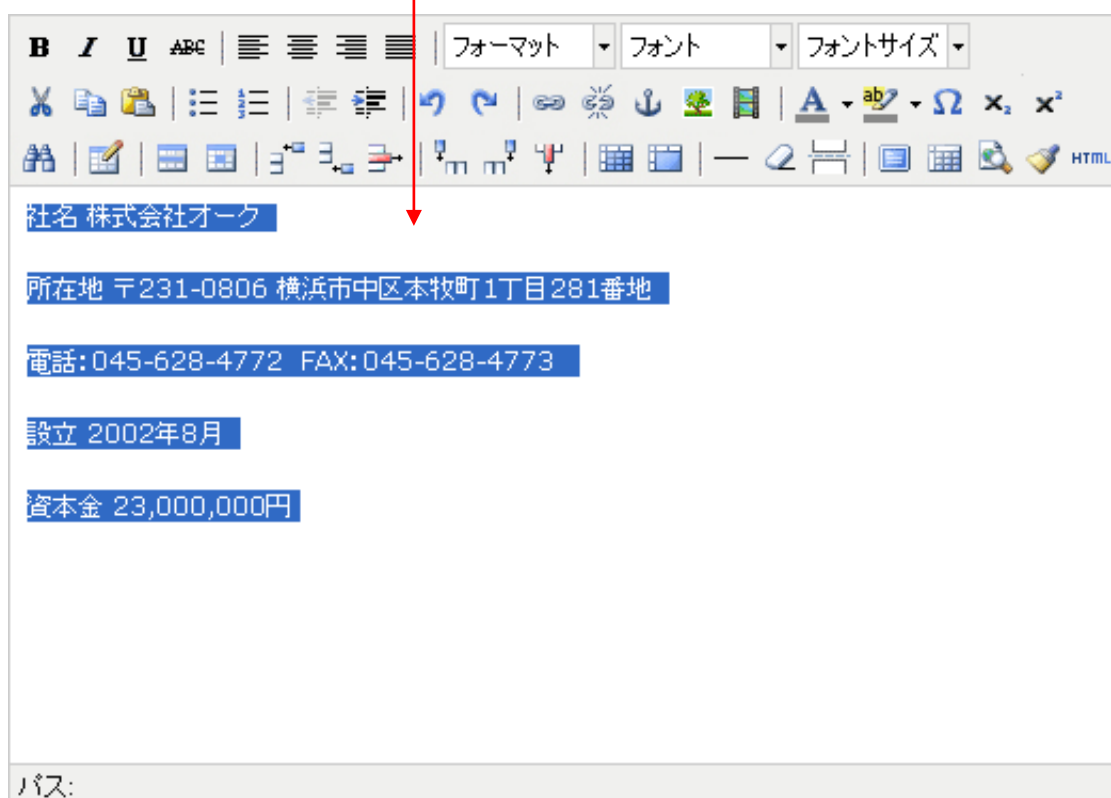 B I U ABC フォーマット フォント フォントサイズ
A ab Ω x₂ x²
HTML
社名 株式会社オーク
所在地 〒231-0806 横浜市中区本牧町1丁目281番地
電話:045-628-4772 FAX:045-628-4773
設立 2002年8月
資本金 23,000,000円
パス: